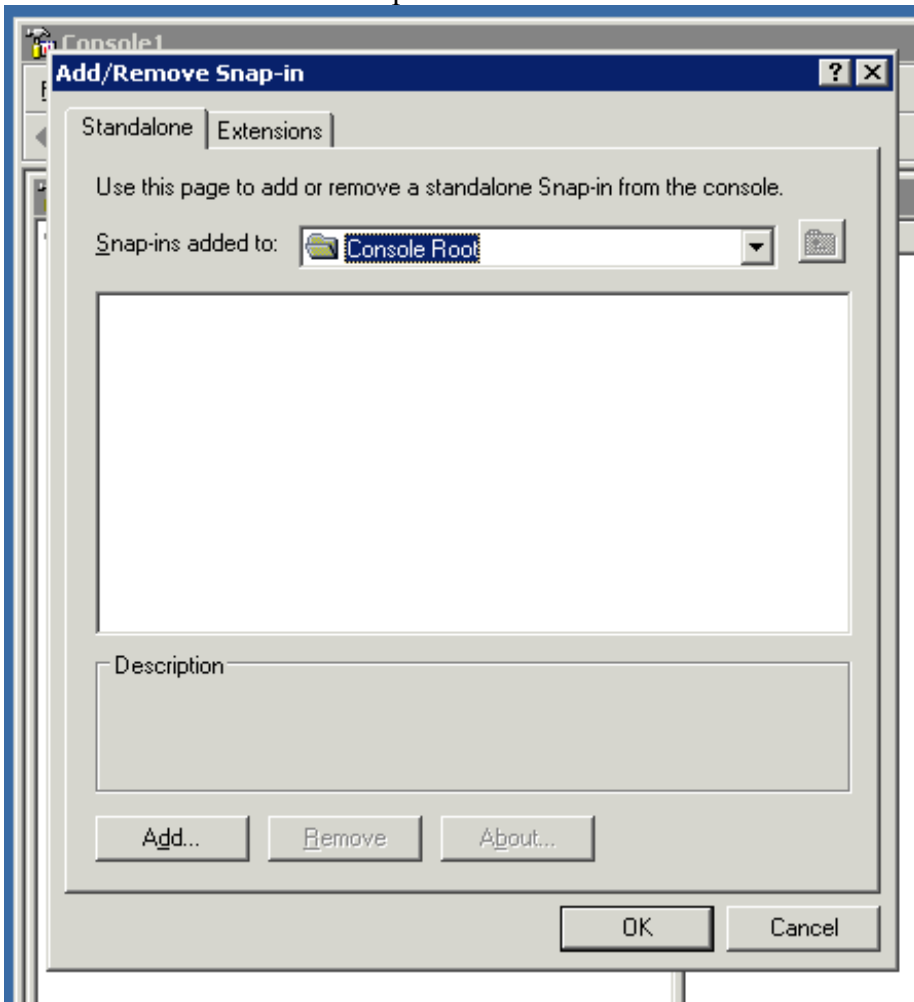 Console1
Add/Remove Snap-in
Standalone
Extensions
Use this page to add or remove a standalone Snap-in from the console.
Snap-ins added to:
Console Root
Description
Add...
Remove
About...
OK
Cancel